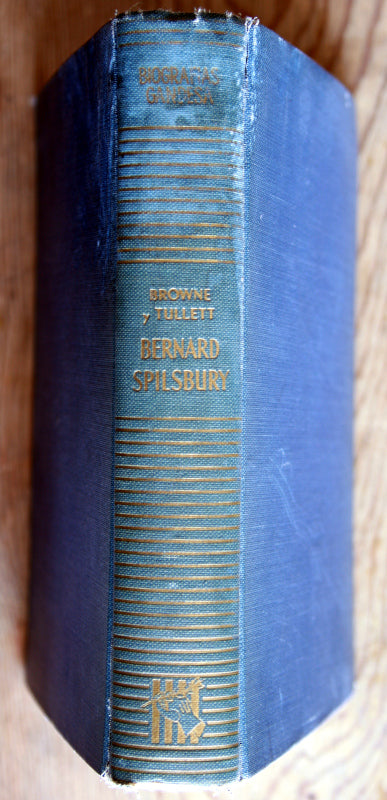 BIOGRAFIAS
GANDESA
BROWNE
y TULLETT
BERNARD
SPILSBURY